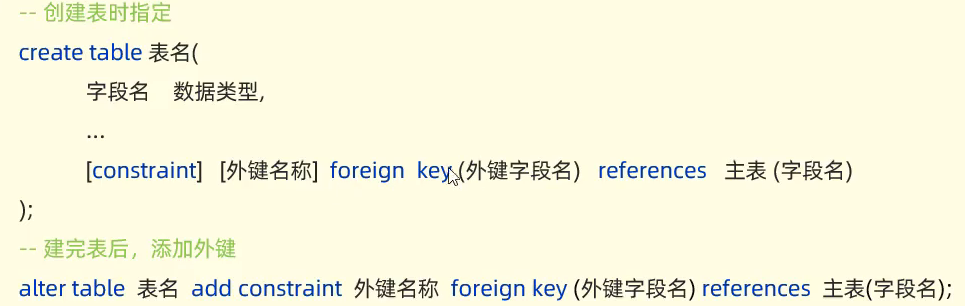 -- 创建表时指定
create table 表名(
字段名 数据类型,
...
[constraint] [外键名称] foreign key (外键字段名) references 主表 (字段名)
);
-- 建完表后，添加外键
alter table 表名 add constraint 外键名称 foreign key (外键字段名) references 主表(字段名);